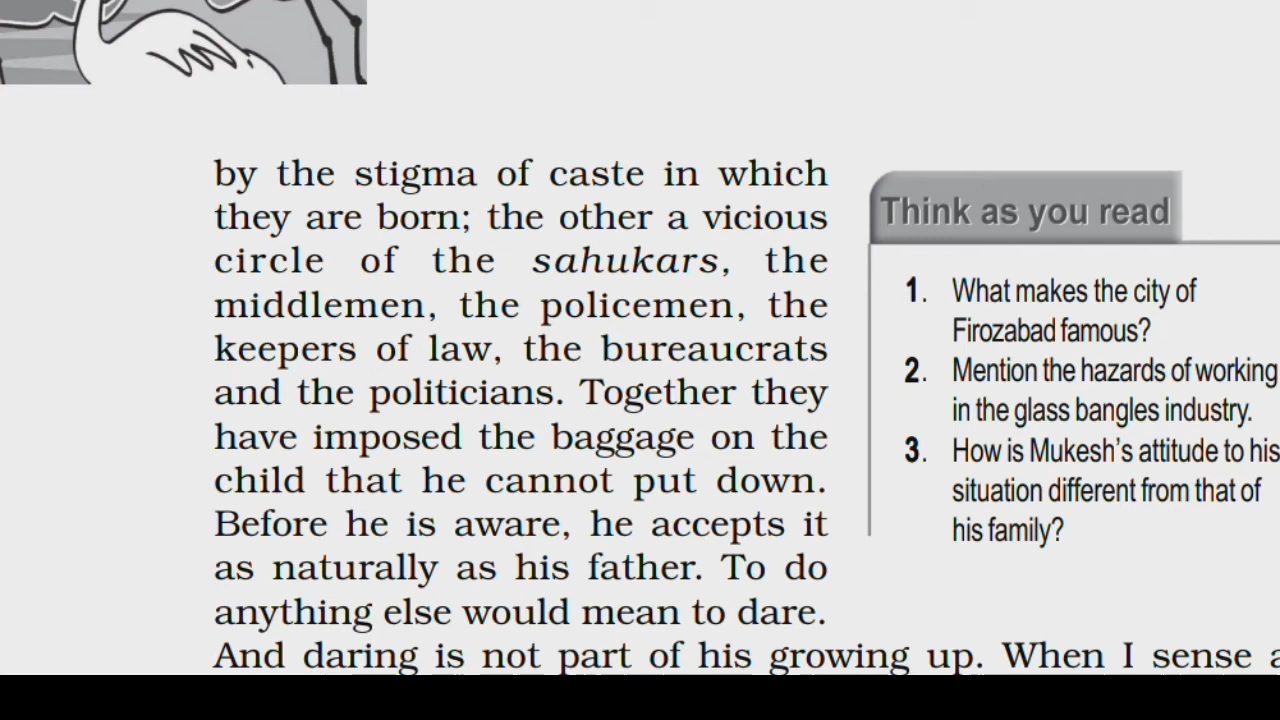 by the stigma of caste in which
they are born; the other a vicious
circle of the sahukars, the
middlemen, the policemen, the
keepers of law, the bureaucrats
and the politicians. Together they
have imposed the baggage on the
child that he cannot put down.
Before he is aware, he accepts it
as naturally as his father. To do
anything else would mean to dare.
And daring is not part of his growing up. When I sense a
Think as you read
1. What makes the city of
Firozabad famous?
2. Mention the hazards of working
in the glass bangles industry.
3. How is Mukesh's attitude to his
situation different from that of
his family?